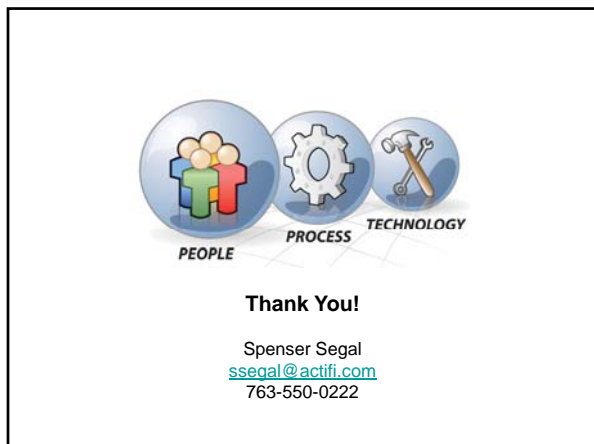 PEOPLE
PROCESS
TECHNOLOGY
Thank You!
Spenser Segal
ssegal@actifi.com
763-550-0222